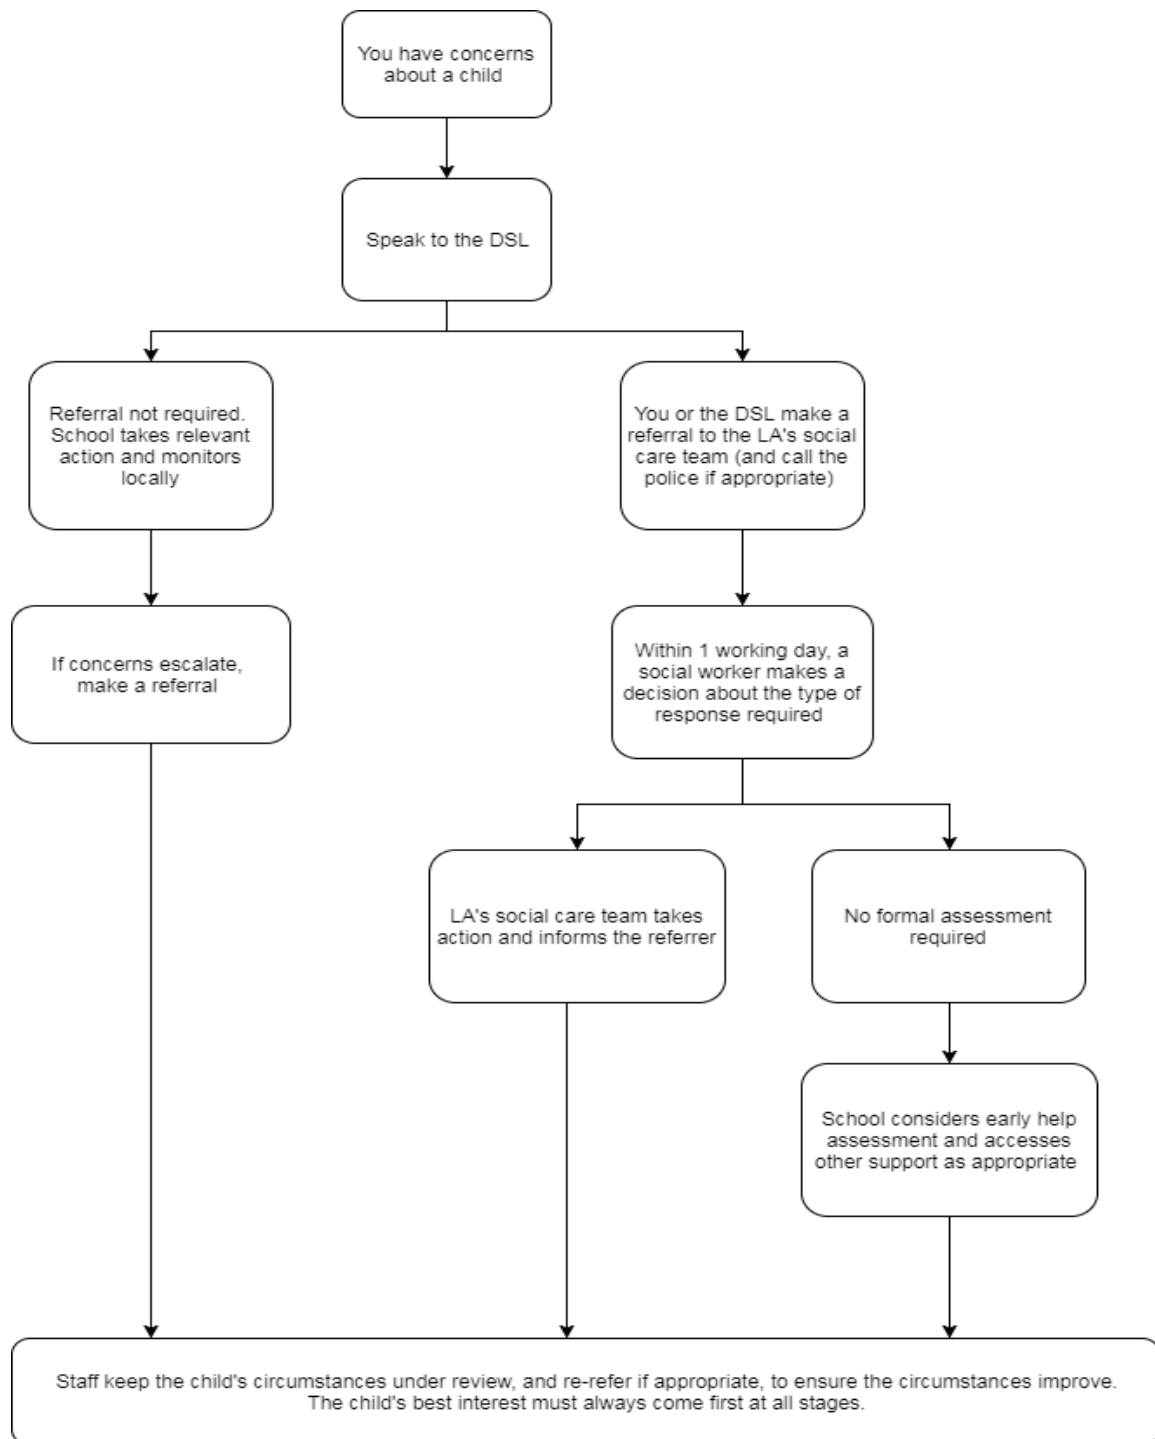 You have concerns
about a child
Speak to the DSL
Referral not required.
School takes relevant
action and monitors
locally
You or the DSL make a
referral to the LA's social
care team (and call the
police if appropriate)
If concerns escalate,
make a referral
Within 1 working day, a
social worker makes a
decision about the type of
response required
LA's social care team takes
action and informs the referrer
No formal assessment
required
School considers early help
assessment and accesses
other support as appropriate
Staff keep the child's circumstances under review, and re-refer if appropriate, to ensure the circumstances improve.
The child's best interest must always come first at all stages.